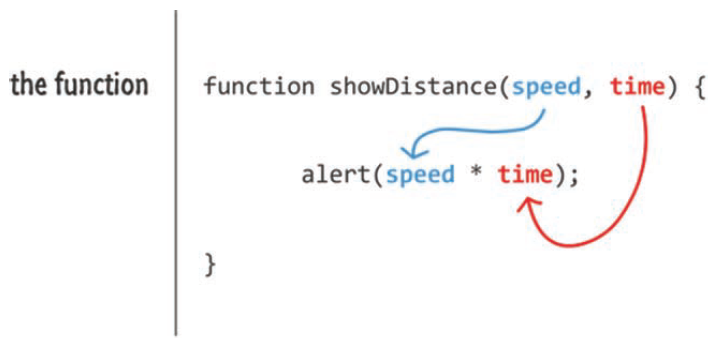 the function
function showDistance(speed, time) {
alert(speed * time);
}